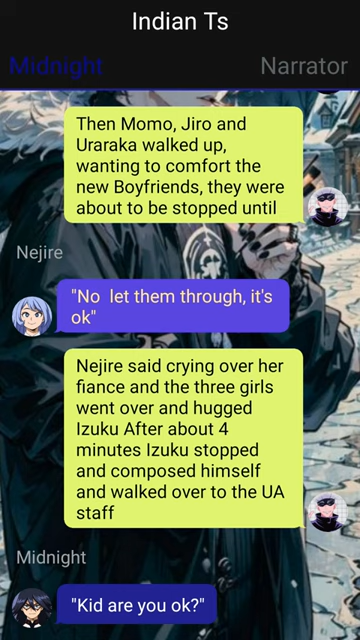 Indian Ts
Midnight
Narrator
Then Momo, Jiro and
Uraraka walked up,
wanting to comfort the
new Boyfriends, they were
about to be stopped until
Nejire
"No  let them through, it's
ok"
Nejire said crying over her
fiance and the three girls
went over and hugged
Izuku After about 4
minutes Izuku stopped
and composed himself
and walked over to the UA
staff
Midnight
"Kid are you ok?"